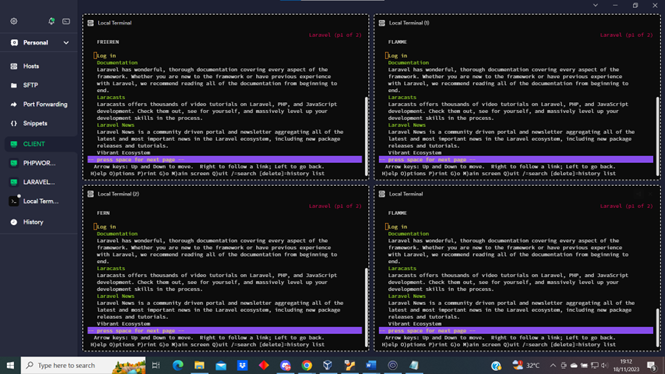 Personal
Hosts
SFTP
Port Forwarding
Snippets
CLIENT
PHPWOR...
LARAVEL...
Local Term...
History
Local Terminal
Laravel (p1 of 2)
FRIEREN
Log in
Documentation
Laravel has wonderful, thorough documentation covering every aspect of the
framework. Whether you are new to the framework or have previous experience
with Laravel, we recommend reading all of the documentation from beginning to
end.
Laracasts
Laracasts offers thousands of video tutorials on Laravel, PHP, and JavaScript
development. Check them out, see for yourself, and massively level up your
development skills in the process.
Laravel News
Laravel News is a community driven portal and newsletter aggregating all of the
latest and most important news in the Laravel ecosystem, including new package
releases and tutorials.
Vibrant Ecosystem
-- press space for next page --
Arrow keys: Up and Down to move. Right to follow a link; Left to go back.
H)elp O)ptions P)rint G)o M)ain screen Q)uit /=search [delete]=history list
Local Terminal (1)
Laravel (p1 of 2)
FLAMME
Log in
Documentation
Laravel has wonderful, thorough documentation covering every aspect of the
framework. Whether you are new to the framework or have previous experience
with Laravel, we recommend reading all of the documentation from beginning to
end.
Laracasts
Laracasts offers thousands of video tutorials on Laravel, PHP, and JavaScript
development. Check them out, see for yourself, and massively level up your
development skills in the process.
Laravel News
Laravel News is a community driven portal and newsletter aggregating all of the
latest and most important news in the Laravel ecosystem, including new package
releases and tutorials.
Vibrant Ecosystem
-- press space for next page --
Arrow keys: Up and Down to move. Right to follow a link; Left to go back.
H)elp O)ptions P)rint G)o M)ain screen Q)uit /=search [delete]=history list
Local Terminal (2)
Laravel (p1 of 2)
FERN
Log in
Documentation
Laravel has wonderful, thorough documentation covering every aspect of the
framework. Whether you are new to the framework or have previous experience
with Laravel, we recommend reading all of the documentation from beginning to
end.
Laracasts
Laracasts offers thousands of video tutorials on Laravel, PHP, and JavaScript
development. Check them out, see for yourself, and massively level up your
development skills in the process.
Laravel News
Laravel News is a community driven portal and newsletter aggregating all of the
latest and most important news in the Laravel ecosystem, including new package
releases and tutorials.
Vibrant Ecosystem
-- press space for next page --
Arrow keys: Up and Down to move. Right to follow a link; Left to go back.
H)elp O)ptions P)rint G)o M)ain screen Q)uit /=search [delete]=history list
Local Terminal
Laravel (p1 of 2)
FLAMME
Log in
Documentation
Laravel has wonderful, thorough documentation covering every aspect of the
framework. Whether you are new to the framework or have previous experience
with Laravel, we recommend reading all of the documentation from beginning to
end.
Laracasts
Laracasts offers thousands of video tutorials on Laravel, PHP, and JavaScript
development. Check them out, see for yourself, and massively level up your
development skills in the process.
Laravel News
Laravel News is a community driven portal and newsletter aggregating all of the
latest and most important news in the Laravel ecosystem, including new package
releases and tutorials.
Vibrant Ecosystem
-- press space for next page --
Arrow keys: Up and Down to move. Right to follow a link; Left to go back.
H)elp O)ptions P)rint G)o M)ain screen Q)uit /=search [delete]=history list
Type here to search
32°C
19:12
18/11/2023